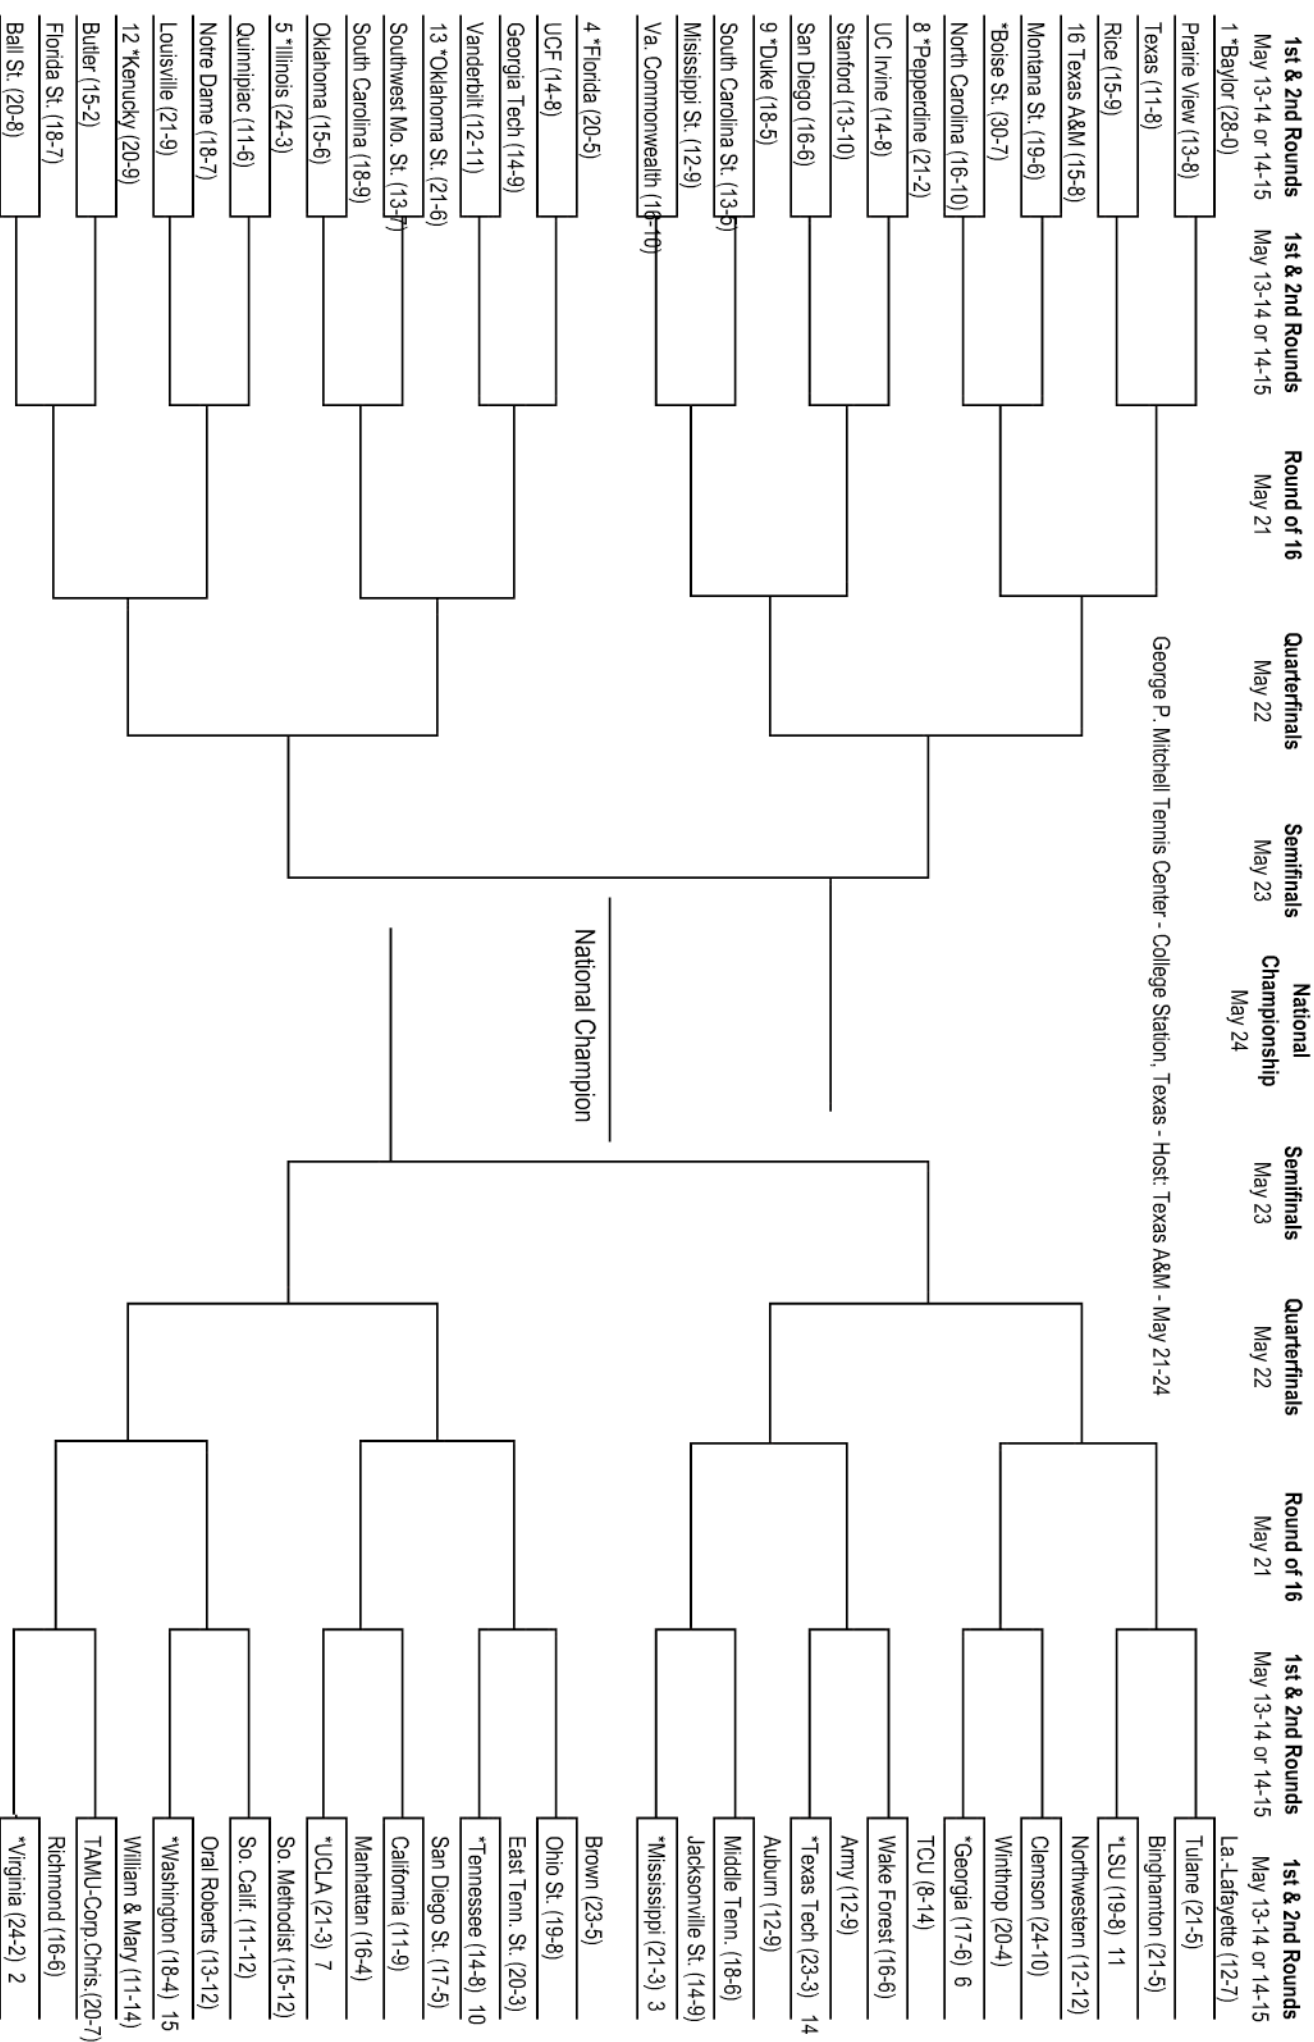 1st & 2nd Rounds
May 13-14 or 14-15
1st & 2nd Rounds
May 13-14 or 14-15
Round of 16
May 21
Quarterfinals
May 22
Semifinals
May 23
National
Championship
May 24
Semifinals
May 23
Quarterfinals
May 22
Round of 16
May 21
1st & 2nd Rounds
May 13-14 or 14-15
1st & 2nd Rounds
May 13-14 or 14-15
George P. Mitchell Tennis Center - College Station, Texas - Host: Texas A&M - May 21-24
1 *Baylor (28-0)
Prairie View (13-8)
Texas (11-8)
Rice (15-9)
16 Texas A&M (15-8)
Montana St. (19-6)
*Boise St. (30-7)
North Carolina (16-10)
8 *Pepperdine (21-2)
UC Irvine (14-8)
Stanford (13-10)
San Diego (16-6)
9 *Duke (18-5)
South Carolina St. (13-5)
Misissippi St. (12-9)
Va. Commonwealth (16-10)
4 *Florida (20-5)
UCF (14-8)
Georgia Tech (14-9)
Vanderbilt (12-11)
13 *Oklahoma St. (21-6)
Southwest Mo. St. (13-7)
South Carolina (18-9)
Oklahoma (15-6)
5 *Illinois (24-3)
Quinnipiac (11-6)
Notre Dame (18-7)
Louisville (21-9)
12 *Kenucky (20-9)
Butler (15-2)
Florida St. (18-7)
Ball St. (20-8)
National Champion
La.-Lafayette (12-7)
Tulane (21-5)
Binghamton (21-5)
*LSU (19-8) 11
Northwestern (12-12)
Clemson (24-10)
Winthrop (20-4)
*Georgia (17-6) 6
TCU (8-14)
Wake Forest (16-6)
Army (12-9)
*Texas Tech (23-3) 14
Auburn (12-9)
Middle Tenn. (18-6)
Jacksonville St. (14-9)
*Mississippi (21-3) 3
Brown (23-5)
Ohio St. (19-8)
East Tenn. St. (20-3)
*Tennessee (14-8) 10
San Diego St. (17-5)
California (11-9)
Manhattan (16-4)
*UCLA (21-3) 7
So. Methodist (15-12)
So. Calif. (11-12)
Oral Roberts (13-12)
*Washington (18-4) 15
William & Mary (11-14)
TAMU-Corp.Chris.(20-7)
Richmond (16-6)
*Virginia (24-2) 2